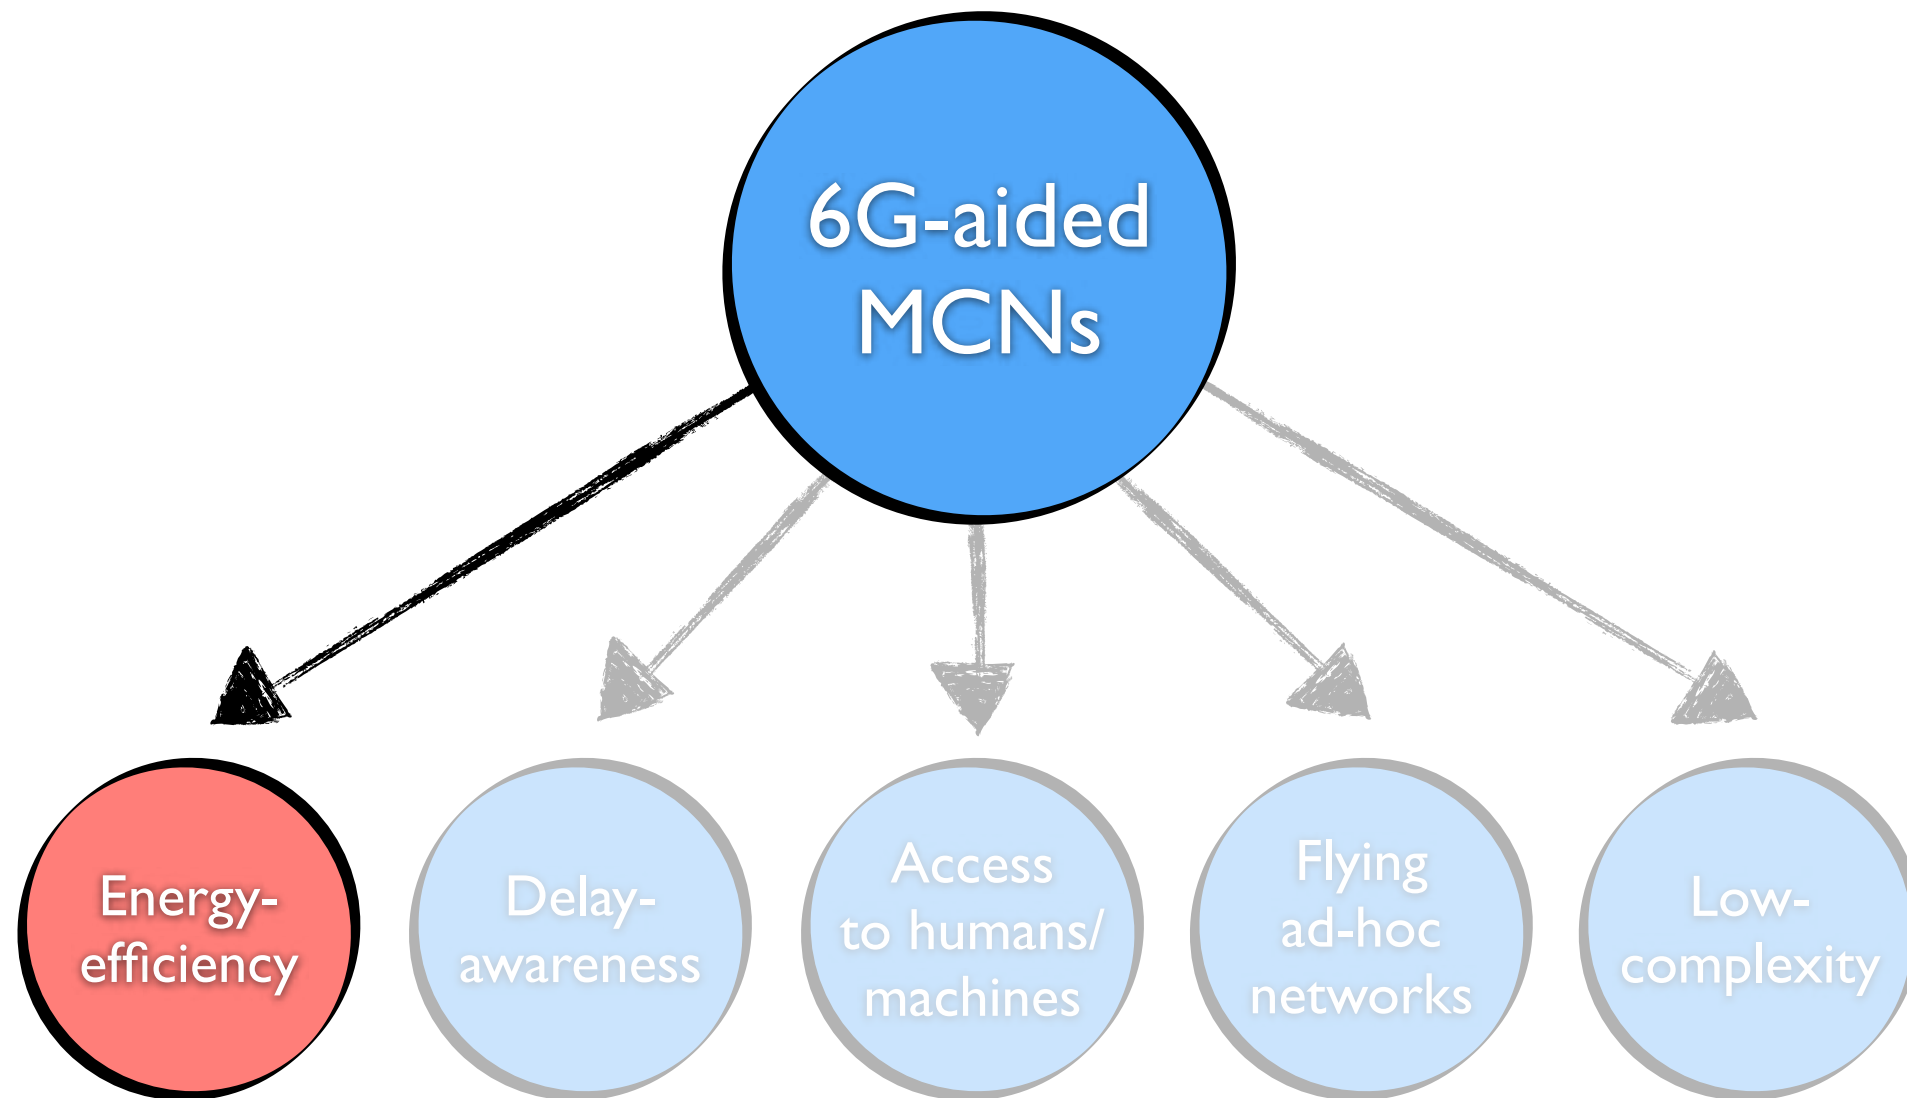 6G-aided
MCNs
Energy-
efficiency
Delay-
awareness
Access
to humans/
machines
Flying
ad-hoc
networks
Low-
complexity